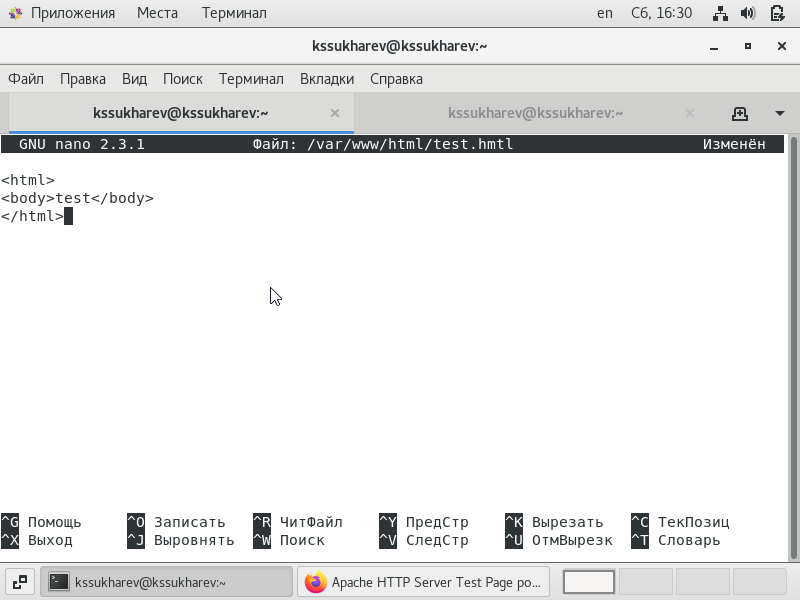 Приложения Места Терминал en Сб, 16:30
kssukharev@kssukharev:~
Файл Правка Вид Поиск Терминал Вкладки Справка
kssukharev@kssukharev:~ kssukharev@kssukharev:~
GNU nano 2.3.1 Файл: /var/www/html/test.hmtl Изменён
<html>
<body>test</body>
</html>
^G Помощь ^O Записать ^R ЧитФайл ^Y ПредСтр ^K Вырезать ^C ТекПозиц
^X Выход ^J Выровнять ^W Поиск ^V СледСтр ^U ОтмВырезк ^T Словарь
kssukharev@kssukharev:~ Apache HTTP Server Test Page po...